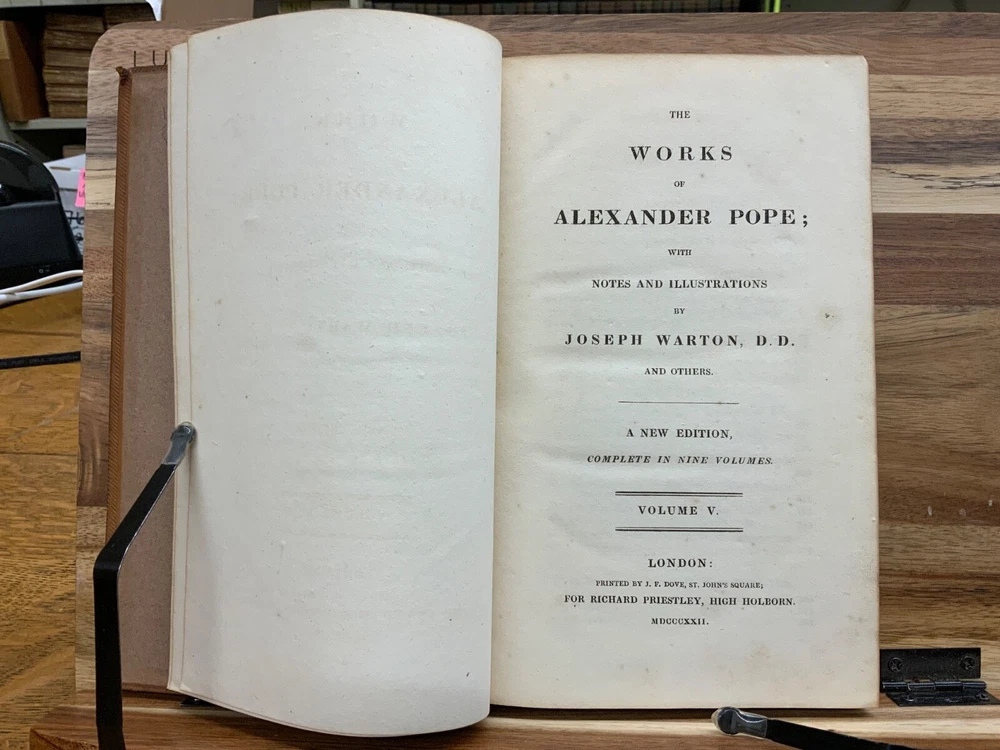 THE
WORKS
OF
ALEXANDER POPE;
WITH
NOTES AND ILLUSTRATIONS
BY
JOSEPH WARTON, D. D.
AND OTHERS.
A NEW EDITION,
COMPLETE IN NINE VOLUMES.
VOLUME V.
LONDON:
PRINTED BY J. F. DOVE, ST. JOHN'S SQUARE;
FOR RICHARD PRIESTLEY, HIGH HOLBORN.
MDCCCXXII.